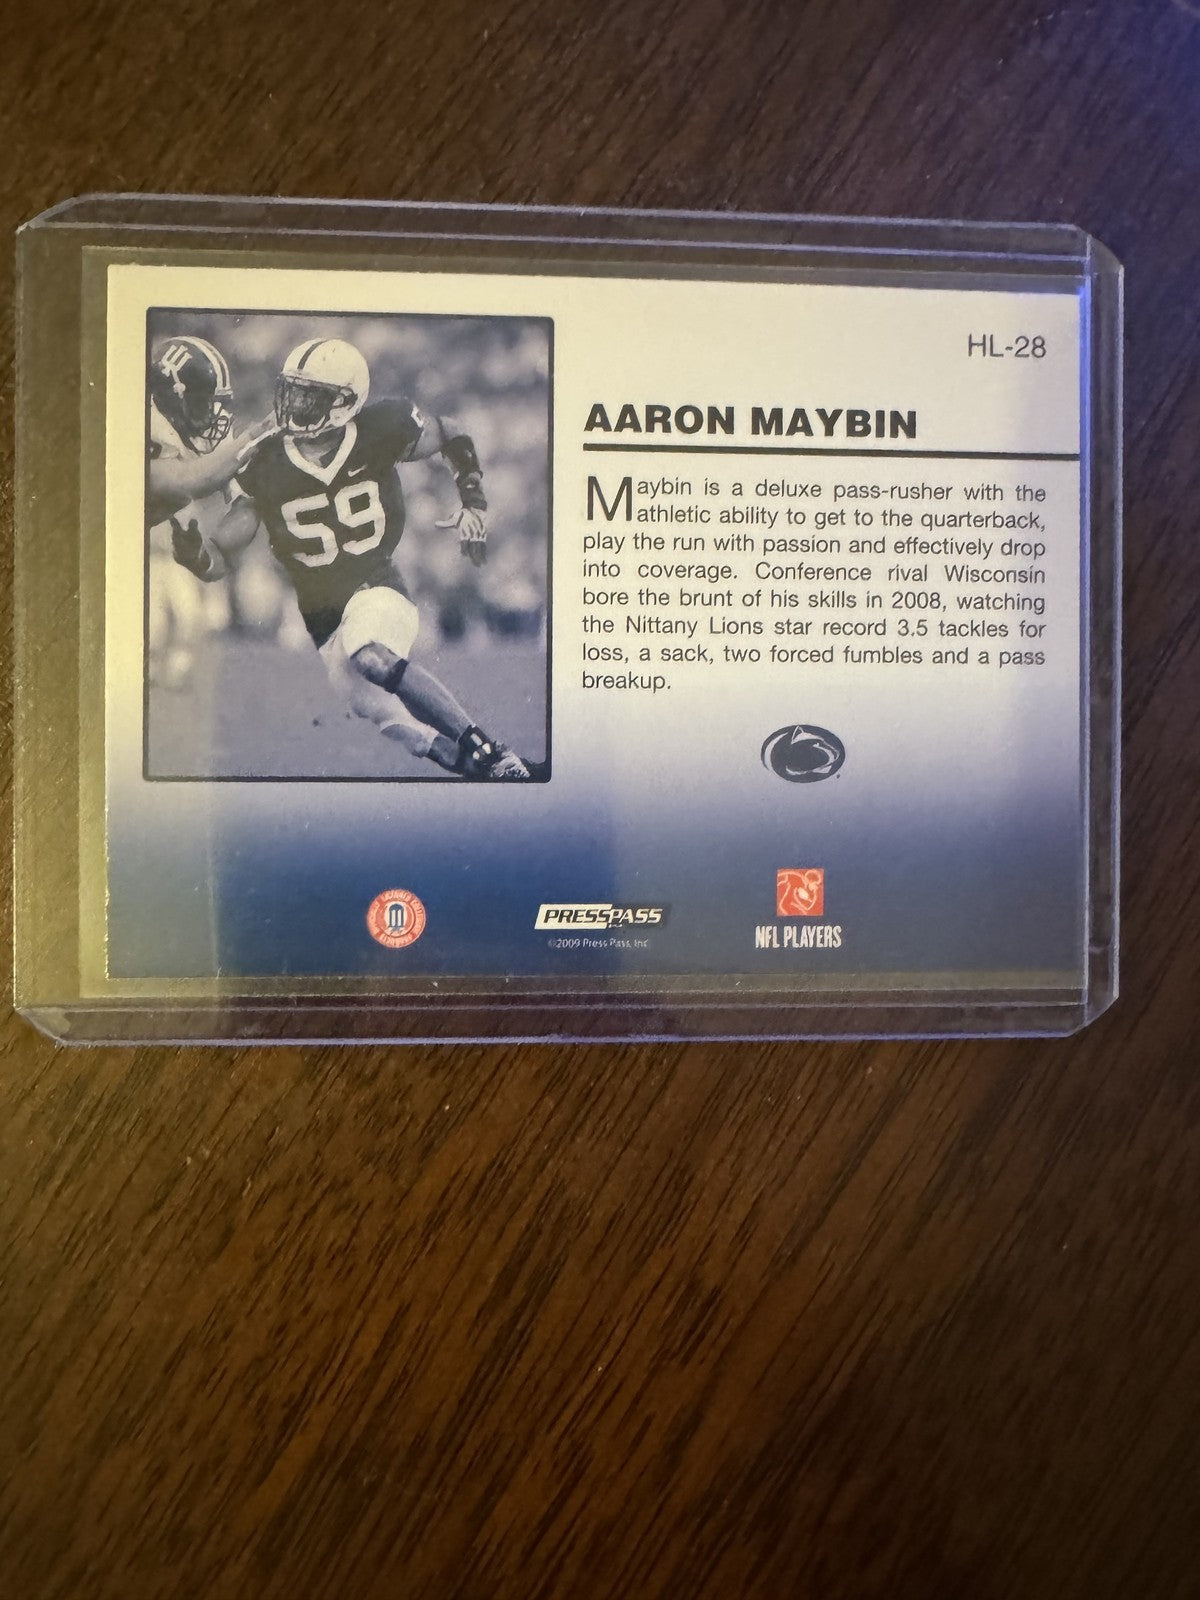 HL-28
AARON MAYBIN
Maybin is a deluxe pass-rusher with the
athletic ability to get to the quarterback,
play the run with passion and effectively drop
into coverage. Conference rival Wisconsin
bore the brunt of his skills in 2008, watching
the Nittany Lions star record 3.5 tackles for
loss, a sack, two forced fumbles and a pass
breakup.
59
PRESSPASS
©2009 Press Pass, Inc.
NFL PLAYERS